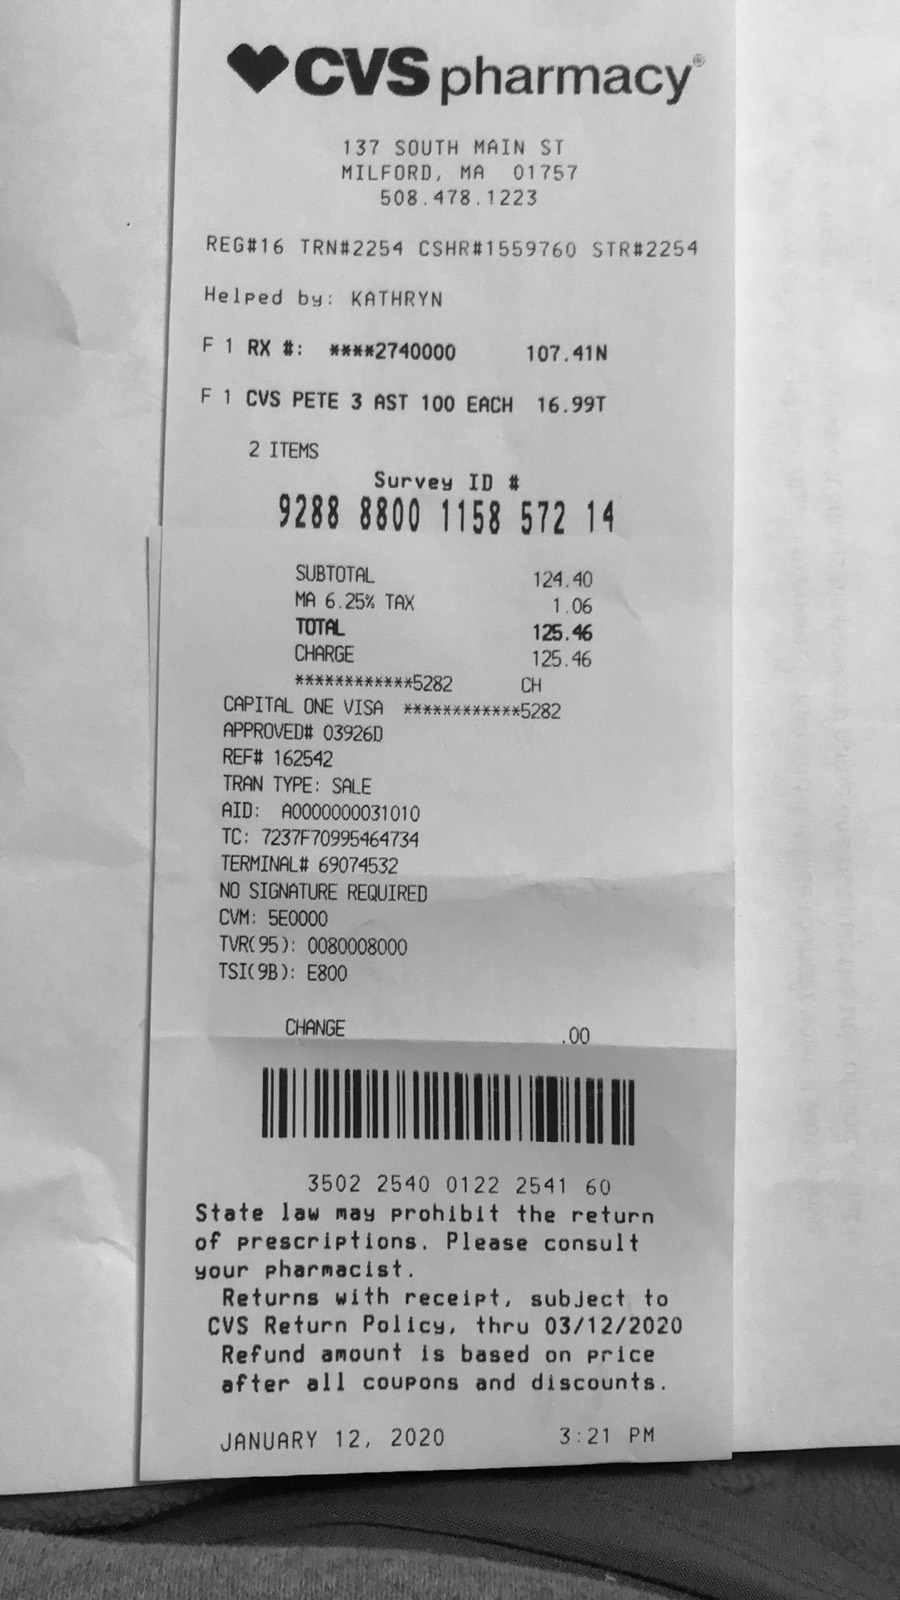 CVS pharmacy®
137 SOUTH MAIN ST
MILFORD, MA 01757
508.478.1223
REG#16 TRN#2254 CSHR#1559760 STR#2254
Helped by: KATHRYN
F 1 RX #: ****2740000 107.41N
F 1 CVS PETE 3 AST 100 EACH 16.99T
2 ITEMS
Survey ID #
9288 8800 1158 572 14
SUBTOTAL 124.40
MA 6.25% TAX 1.06
TOTAL 125.46
CHARGE 125.46
************5282 CH
CAPITAL ONE VISA ************5282
APPROVED# 03926D
REF# 162542
TRAN TYPE: SALE
AID: A0000000031010
TC: 7237F70995464734
TERMINAL# 69074532
NO SIGNATURE REQUIRED
CVM: 5E0000
TVR(95): 0080008000
TSI(9B): E800
CHANGE .00
3502 2540 0122 2541 60
State law may prohibit the return
of prescriptions. Please consult
your pharmacist.
Returns with receipt, subject to
CVS Return Policy, thru 03/12/2020
Refund amount is based on price
after all coupons and discounts.
JANUARY 12, 2020 3:21 PM